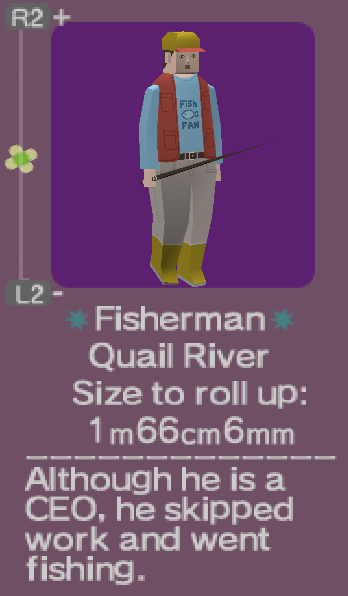 R2 +
FISH
FAN
L2 -
Fisherman
Quail River
Size to roll up:
1m66cm6mm
Although he is a
CEO, he skipped
work and went
fishing.